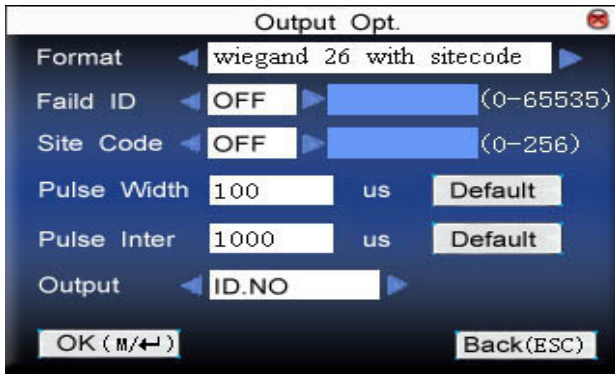 Output Opt.
Format wiegand 26 with sitecode
Faild ID OFF (0-65535)
Site Code OFF (0-256)
Pulse Width 100 us Default
Pulse Inter 1000 us Default
Output ID.NO
OK(M/↵) Back(ESC)